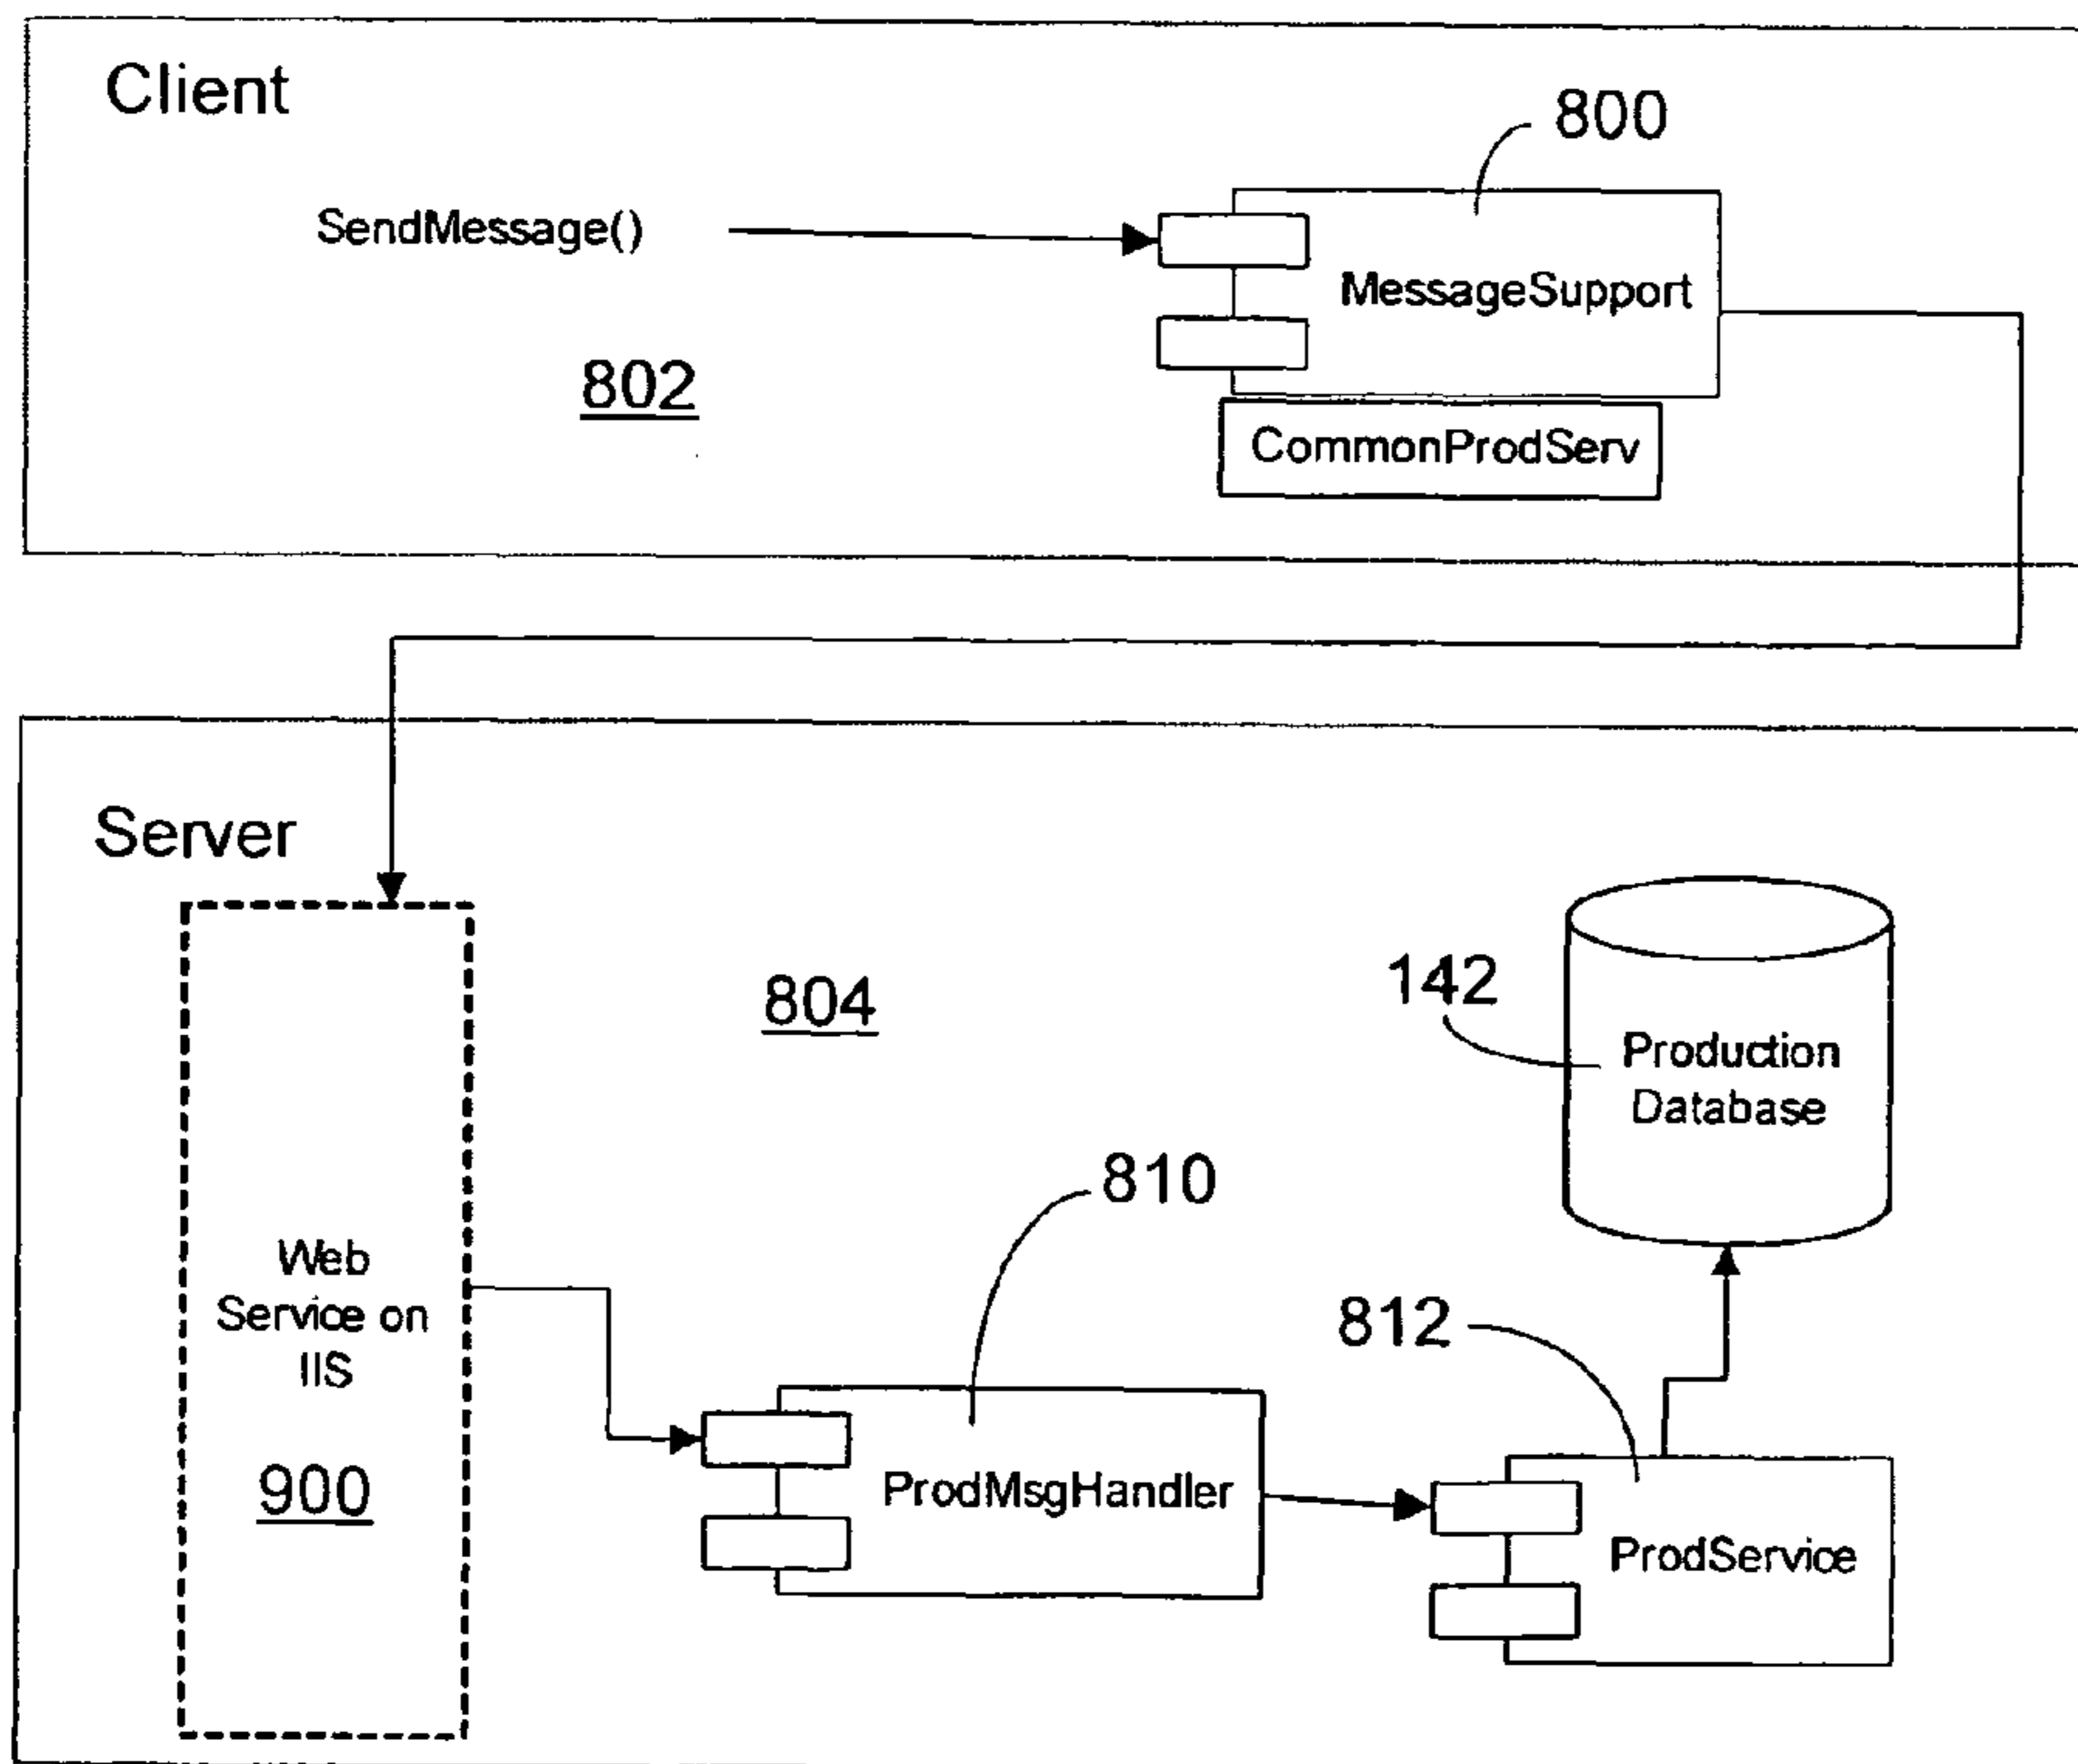 Client
800
SendMessage()
MessageSupport
802
CommonProdServ
Server
804
142
Production
Database
810
Web
Service on
IIS
812
900
ProdMsgHandler
ProdService